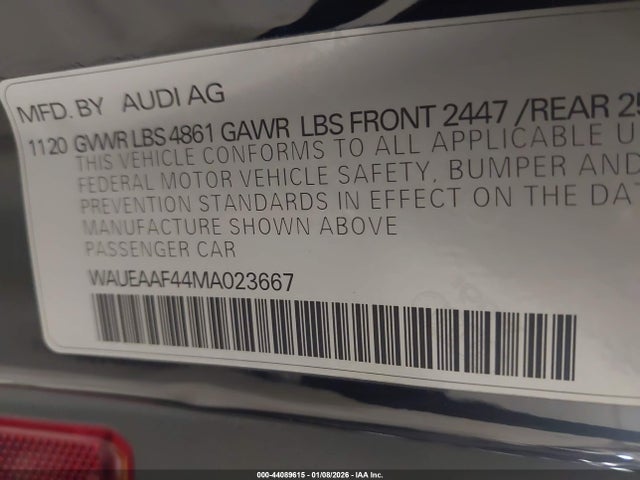 MFD. BY AUDI AG
1120 GVWR LBS 4861 GAWR LBS FRONT 2447 /REAR 25
THIS VEHICLE CONFORMS TO ALL APPLICABLE U
FEDERAL MOTOR VEHICLE SAFETY, BUMPER AND
PREVENTION STANDARDS IN EFFECT ON THE DA
MANUFACTURE SHOWN ABOVE
PASSENGER CAR
WAUEAAF44MA023667
000-44089615 - 01/08/2026 - IAA Inc.